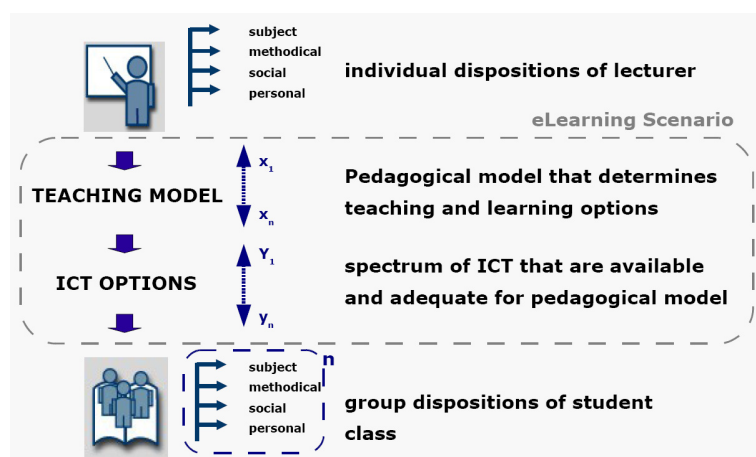 subject
methodical
social
personal
individual dispositions of lecturer
eLearning Scenario
TEACHING MODEL
x1
xn
Pedagogical model that determines
teaching and learning options
ICT OPTIONS
Y1
yn
spectrum of ICT that are available
and adequate for pedagogical model
n
subject
methodical
social
personal
group dispositions of student
class